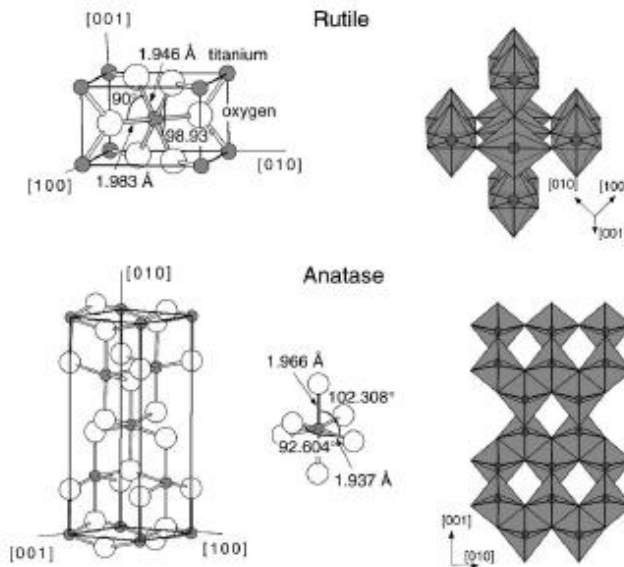 Rutile
[001]
1.946 Å
titanium
90°
oxygen
98.93
[010]
[100]
1.983 Å
[010]
[100]
[001]
Anatase
[010]
1.966 Å
102.308°
92.604°
1.937 Å
[001]
[100]
[001]
[010]